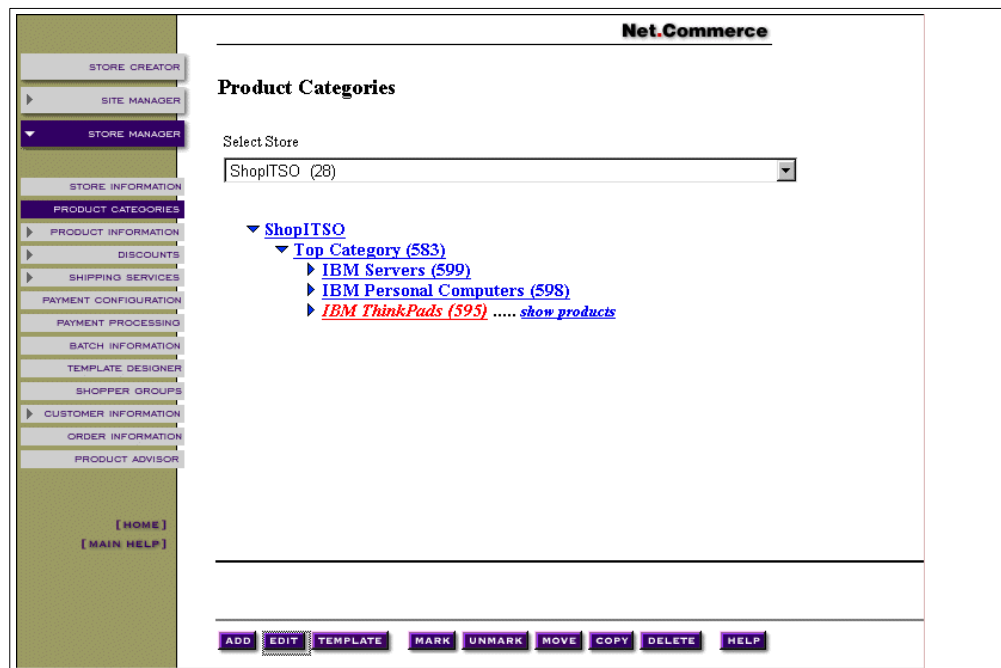 Net.Commerce
STORE CREATOR
SITE MANAGER
STORE MANAGER
STORE INFORMATION
PRODUCT CATEGORIES
PRODUCT INFORMATION
DISCOUNTS
SHIPPING SERVICES
PAYMENT CONFIGURATION
PAYMENT PROCESSING
BATCH INFORMATION
TEMPLATE DESIGNER
SHOPPER GROUPS
CUSTOMER INFORMATION
ORDER INFORMATION
PRODUCT ADVISOR
[HOME]
[MAIN HELP]
Product Categories
Select Store
ShopITSO (28)
ShopITSO
Top Category (583)
IBM Servers (599)
IBM Personal Computers (598)
IBM ThinkPads (595) ..... show products
ADD EDIT TEMPLATE MARK UNMARK MOVE COPY DELETE HELP